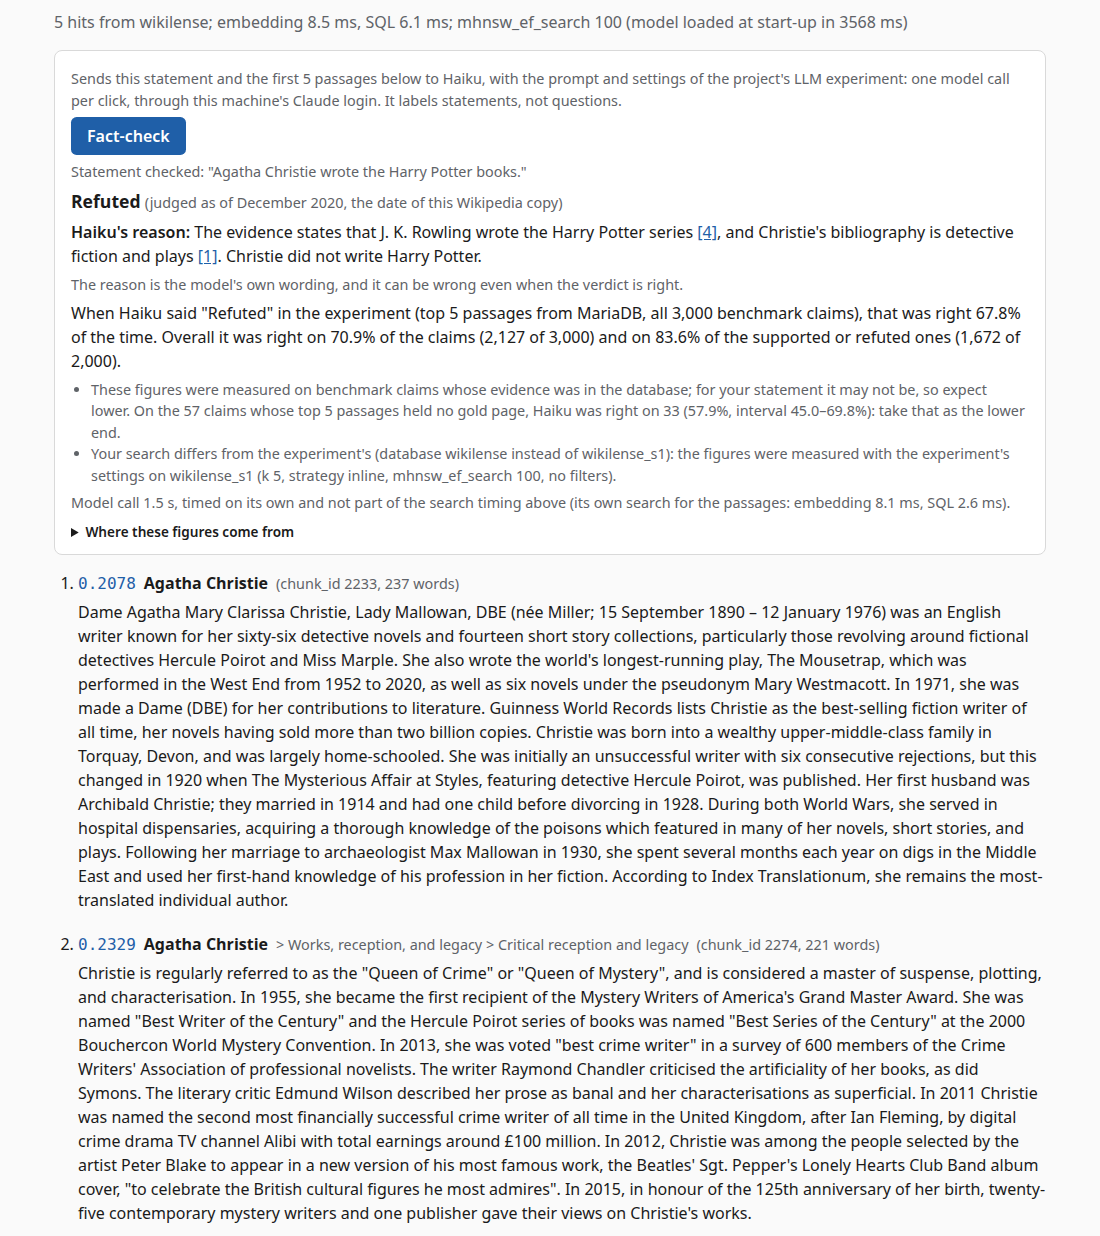 5 hits from wikilense; embedding 8.5 ms, SQL 6.1 ms; mhnsw_ef_search 100 (model loaded at start-up in 3568 ms)
Sends this statement and the first 5 passages below to Haiku, with the prompt and settings of the project's LLM experiment: one model call
per click, through this machine's Claude login. It labels statements, not questions.
Fact-check
Statement checked: "Agatha Christie wrote the Harry Potter books."
Refuted (judged as of December 2020, the date of this Wikipedia copy)
Haiku's reason: The evidence states that J. K. Rowling wrote the Harry Potter series [4], and Christie's bibliography is detective
fiction and plays [1]. Christie did not write Harry Potter.
The reason is the model's own wording, and it can be wrong even when the verdict is right.
When Haiku said "Refuted" in the experiment (top 5 passages from MariaDB, all 3,000 benchmark claims), that was right 67.8%
of the time. Overall it was right on 70.9% of the claims (2,127 of 3,000) and on 83.6% of the supported or refuted ones (1,672 of
2,000).
• These figures were measured on benchmark claims whose evidence was in the database; for your statement it may not be, so expect
lower. On the 57 claims whose top 5 passages held no gold page, Haiku was right on 33 (57.9%, interval 45.0–69.8%): take that as the lower
end.
• Your search differs from the experiment's (database wikilense instead of wikilense_s1): the figures were measured with the experiment's
settings on wikilense_s1 (k 5, strategy inline, mhnsw_ef_search 100, no filters).
Model call 1.5 s, timed on its own and not part of the search timing above (its own search for the passages: embedding 8.1 ms, SQL 2.6 ms).
▶ Where these figures come from
1. 0.2078 Agatha Christie (chunk_id 2233, 237 words)
Dame Agatha Mary Clarissa Christie, Lady Mallowan, DBE (née Miller; 15 September 1890 – 12 January 1976) was an English
writer known for her sixty-six detective novels and fourteen short story collections, particularly those revolving around fictional
detectives Hercule Poirot and Miss Marple. She also wrote the world's longest-running play, The Mousetrap, which was
performed in the West End from 1952 to 2020, as well as six novels under the pseudonym Mary Westmacott. In 1971, she was
made a Dame (DBE) for her contributions to literature. Guinness World Records lists Christie as the best-selling fiction writer of
all time, her novels having sold more than two billion copies. Christie was born into a wealthy upper-middle-class family in
Torquay, Devon, and was largely home-schooled. She was initially an unsuccessful writer with six consecutive rejections, but this
changed in 1920 when The Mysterious Affair at Styles, featuring detective Hercule Poirot, was published. Her first husband was
Archibald Christie; they married in 1914 and had one child before divorcing in 1928. During both World Wars, she served in
hospital dispensaries, acquiring a thorough knowledge of the poisons which featured in many of her novels, short stories, and
plays. Following her marriage to archaeologist Max Mallowan in 1930, she spent several months each year on digs in the Middle
East and used her first-hand knowledge of his profession in her fiction. According to Index Translationum, she remains the most-
translated individual author.
2. 0.2329 Agatha Christie > Works, reception, and legacy > Critical reception and legacy (chunk_id 2274, 221 words)
Christie is regularly referred to as the "Queen of Crime" or "Queen of Mystery", and is considered a master of suspense, plotting,
and characterisation. In 1955, she became the first recipient of the Mystery Writers of America's Grand Master Award. She was
named "Best Writer of the Century" and the Hercule Poirot series of books was named "Best Series of the Century" at the 2000
Bouchercon World Mystery Convention. In 2013, she was voted "best crime writer" in a survey of 600 members of the Crime
Writers' Association of professional novelists. The writer Raymond Chandler criticised the artificiality of her books, as did
Symons. The literary critic Edmund Wilson described her prose as banal and her characterisations as superficial. In 2011 Christie
was named the second most financially successful crime writer of all time in the United Kingdom, after Ian Fleming, by digital
crime drama TV channel Alibi with total earnings around £100 million. In 2012, Christie was among the people selected by the
artist Peter Blake to appear in a new version of his most famous work, the Beatles' Sgt. Pepper's Lonely Hearts Club Band album
cover, "to celebrate the British cultural figures he most admires". In 2015, in honour of the 125th anniversary of her birth, twenty-
five contemporary mystery writers and one publisher gave their views on Christie's works.